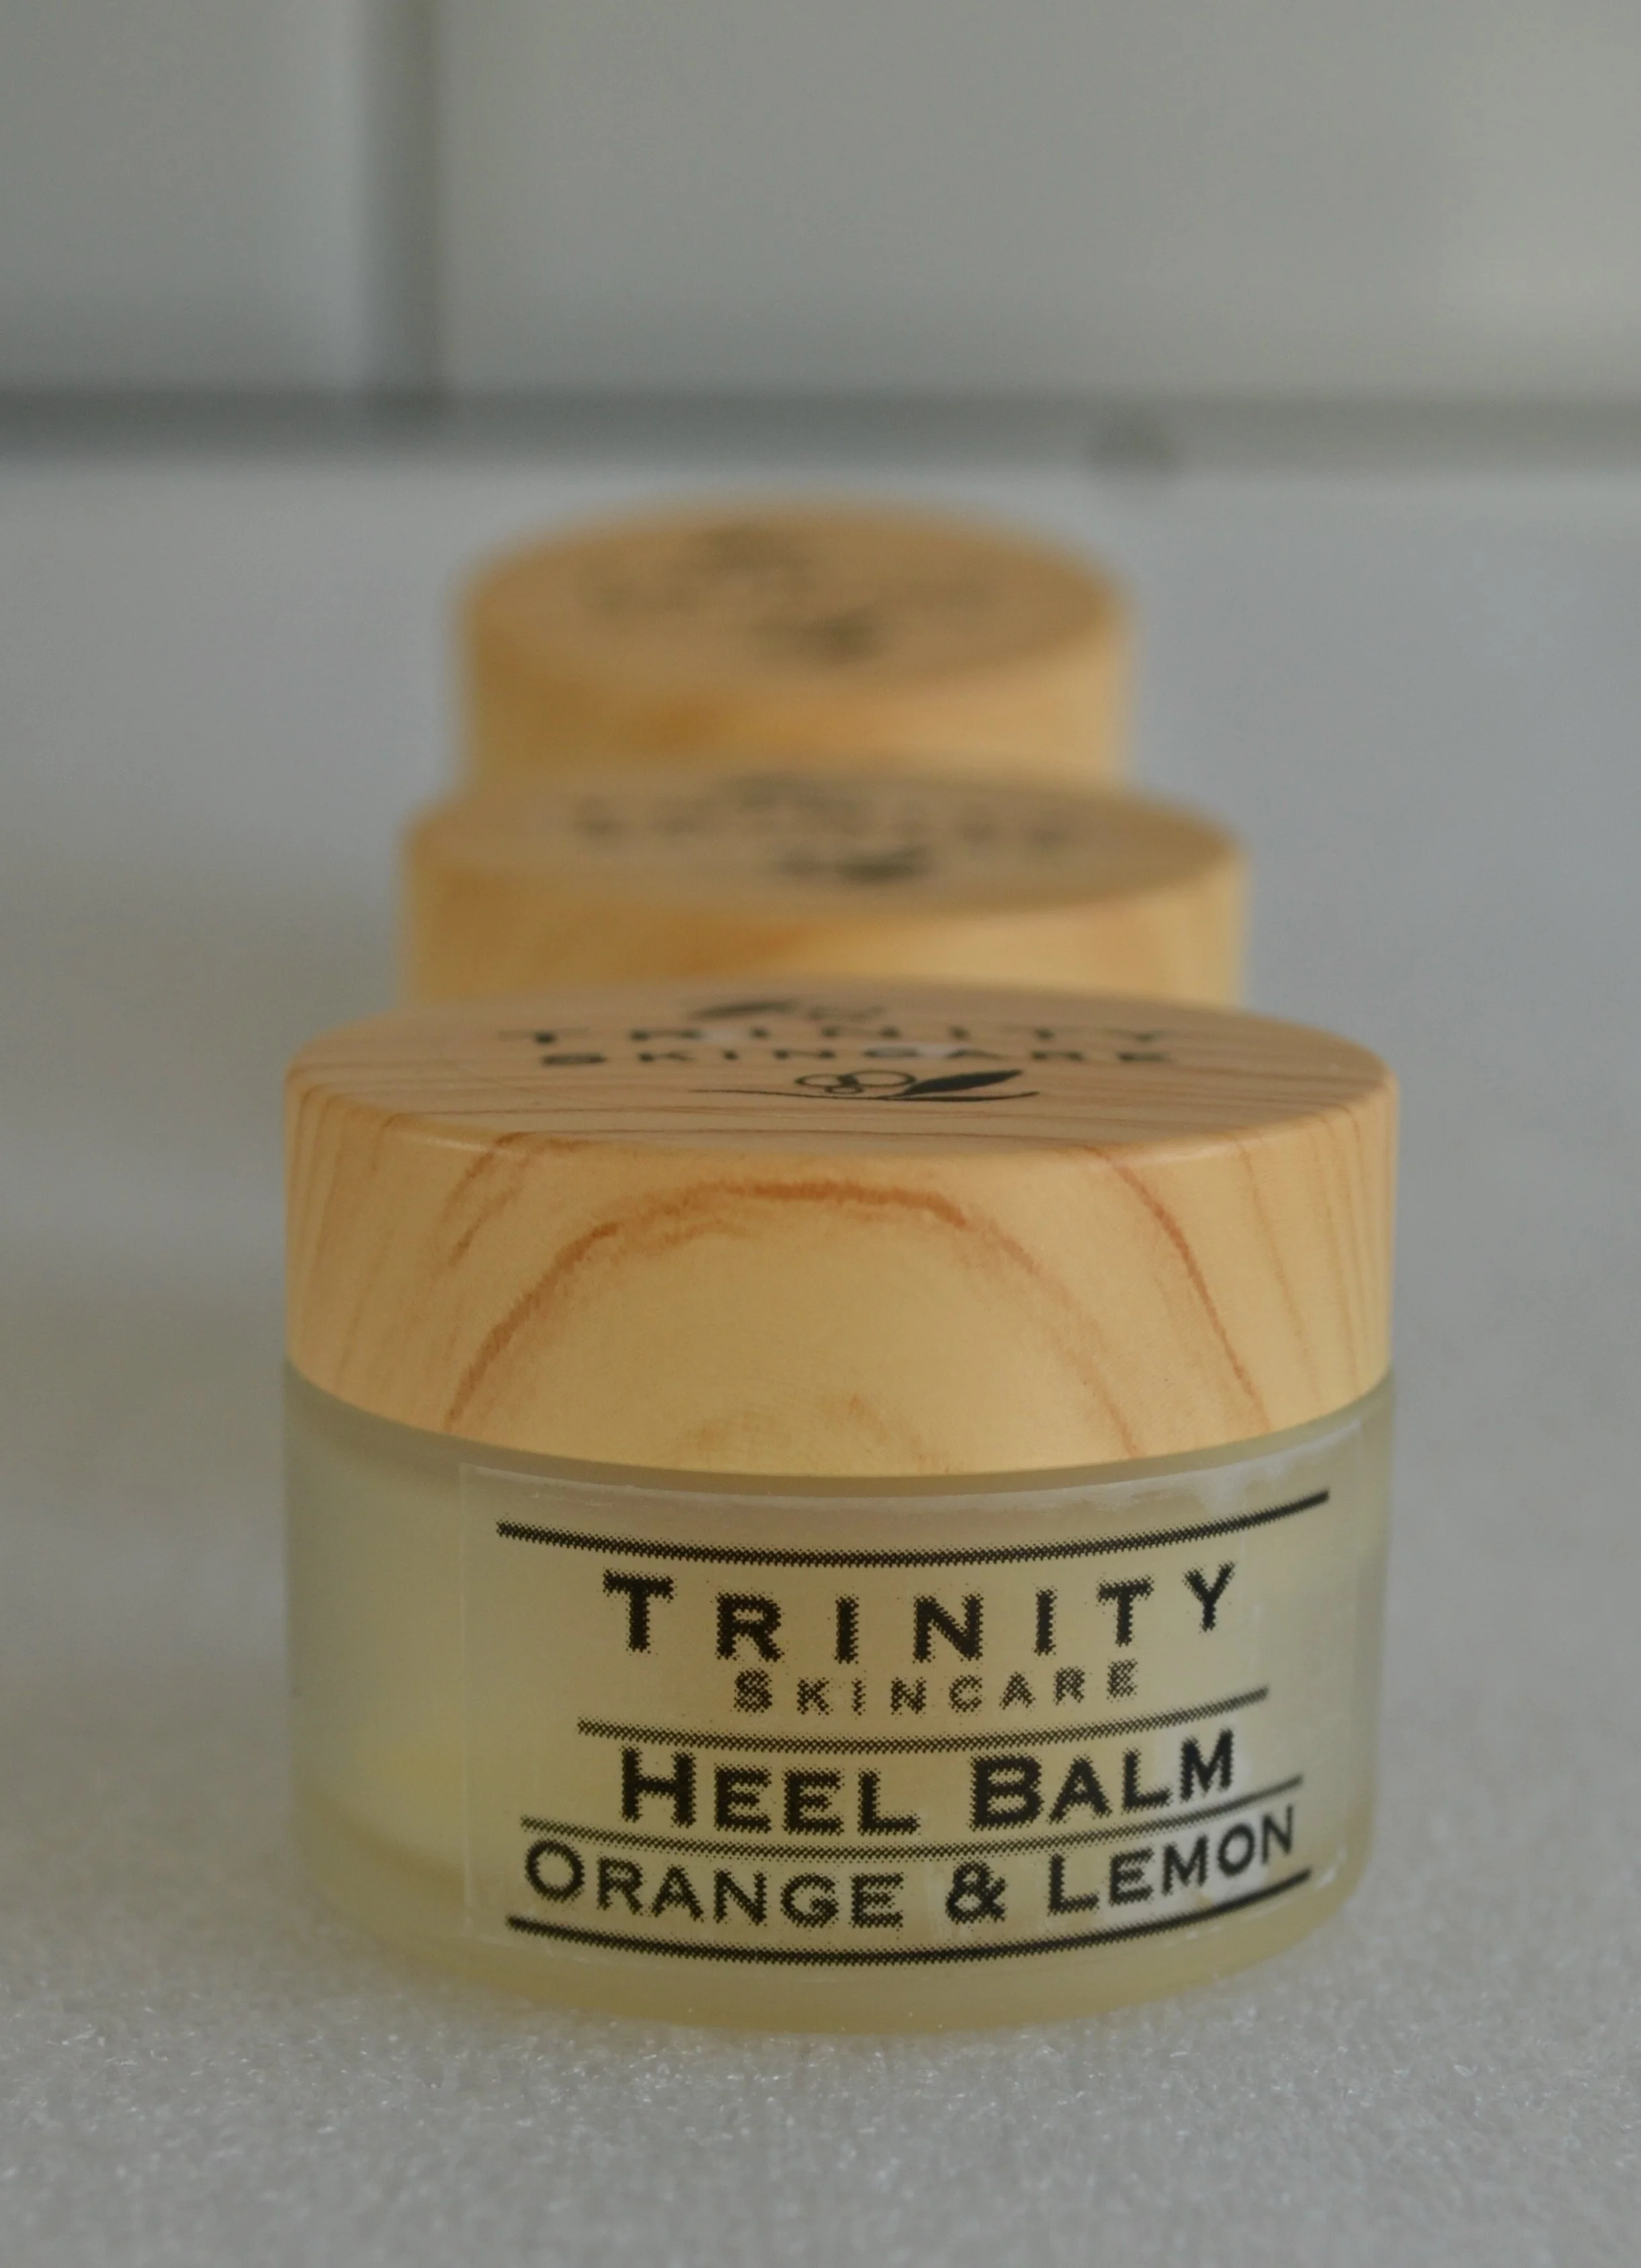 TRINITY
SKINCARE
TRINITY
SKINCARE
HEEL BALM
ORANGE & LEMON